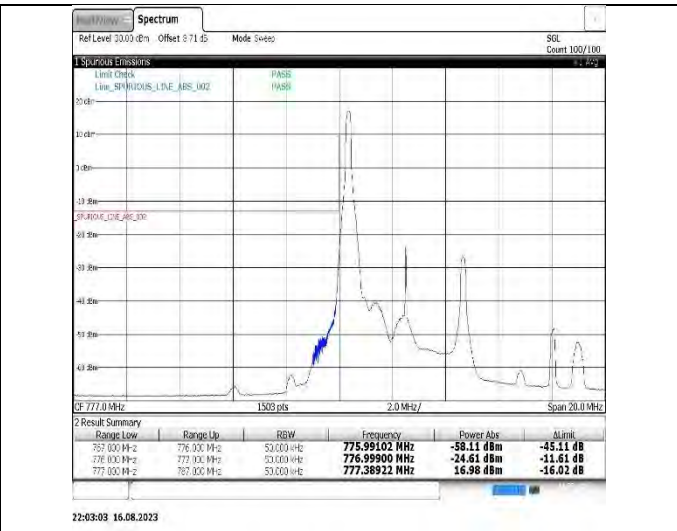 Spectrum
Ref Level 30.00 dBm Offset 8.71 dB Mode Sweep SGL
Count 100/100
1 Spurious Emissions
Limit Check PASS
Line _SPURIOUS_LINE_ABS_002 PASS
20 dBm
10 dBm
0 dBm
-10 dBm
_SPURIOUS_LINE_ABS_002
-20 dBm
-30 dBm
-40 dBm
-50 dBm
-60 dBm
CF 777.0 MHz 1503 pts 2.0 MHz/ Span 20.0 MHz
2 Result Summary
Range Low Range Up RBW Frequency Power Abs ΔLimit
767.000 MHz 776.000 MHz 50.000 kHz 775.99102 MHz -58.11 dBm -45.11 dB
776.000 MHz 777.000 MHz 50.000 kHz 776.99900 MHz -24.61 dBm -11.61 dB
777.000 MHz 787.000 MHz 50.000 kHz 777.38922 MHz 16.98 dBm -16.02 dB
22:03:03 16.08.2023